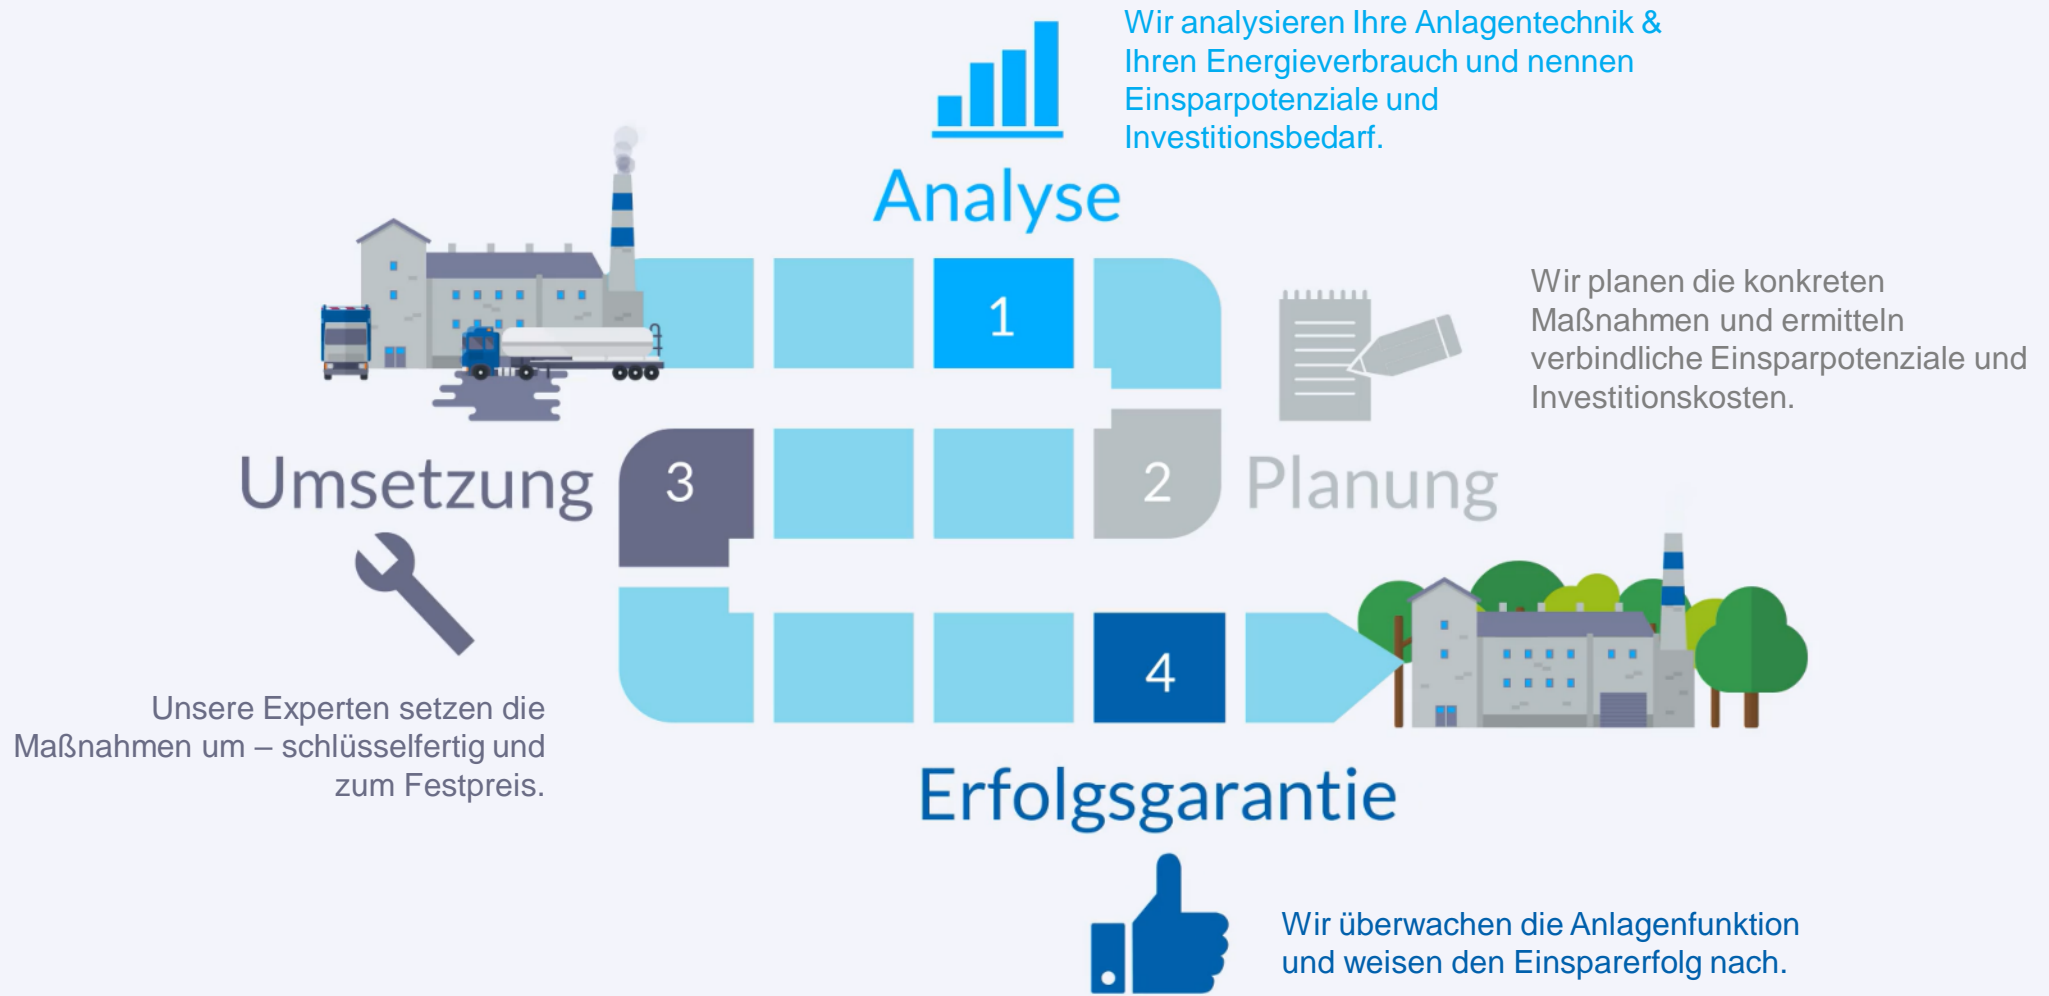 Wir analysieren Ihre Anlagentechnik &
Ihren Energieverbrauch und nennen
Einsparpotenziale und
Investitionsbedarf.
Analyse
1
Wir planen die konkreten
Maßnahmen und ermitteln
verbindliche Einsparpotenziale und
Investitionskosten.
2
Planung
Umsetzung
3
Unsere Experten setzen die
Maßnahmen um – schlüsselfertig und
zum Festpreis.
4
Erfolgsgarantie
Wir überwachen die Anlagenfunktion
und weisen den Einsparerfolg nach.